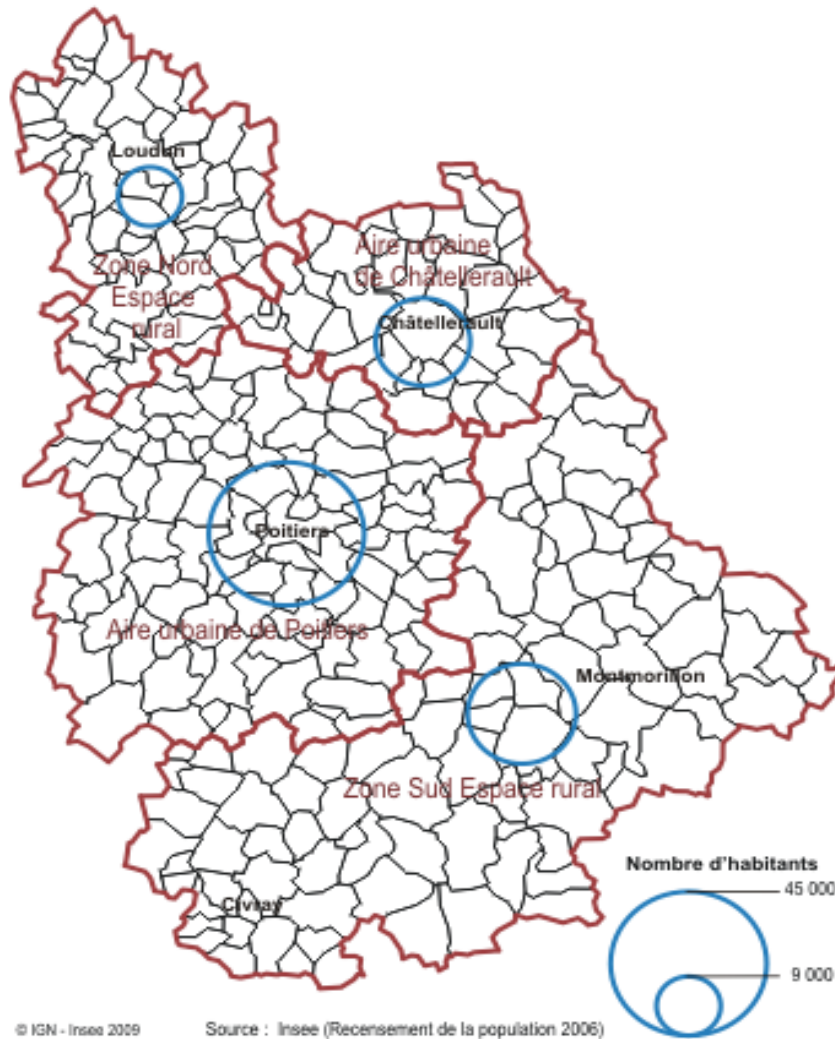 Loudun
Zone Nord
Espace
rural
Aire urbaine
de Châtellerault
Châtellerault
Poitiers
Aire urbaine de Poitiers
Montmorillon
Zone Sud Espace rural
Civray
Nombre d'habitants
45 000
9 000
© IGN - Insee 2009
Source : Insee (Recensement de la population 2006)